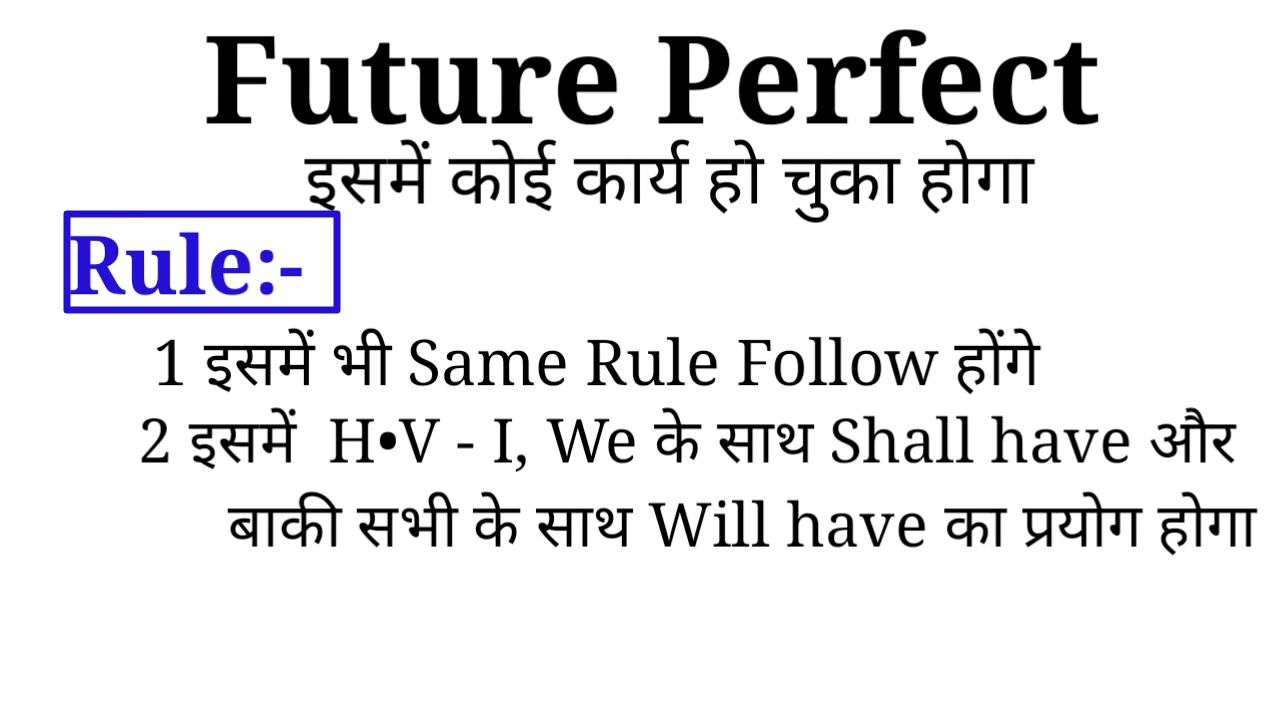 Future Perfect
इसमें कोई कार्य हो चुका होगा
Rule:-
1 इसमें भी Same Rule Follow होंगे
2 इसमें H•V - I, We के साथ Shall have और
बाकी सभी के साथ Will have का प्रयोग होगा